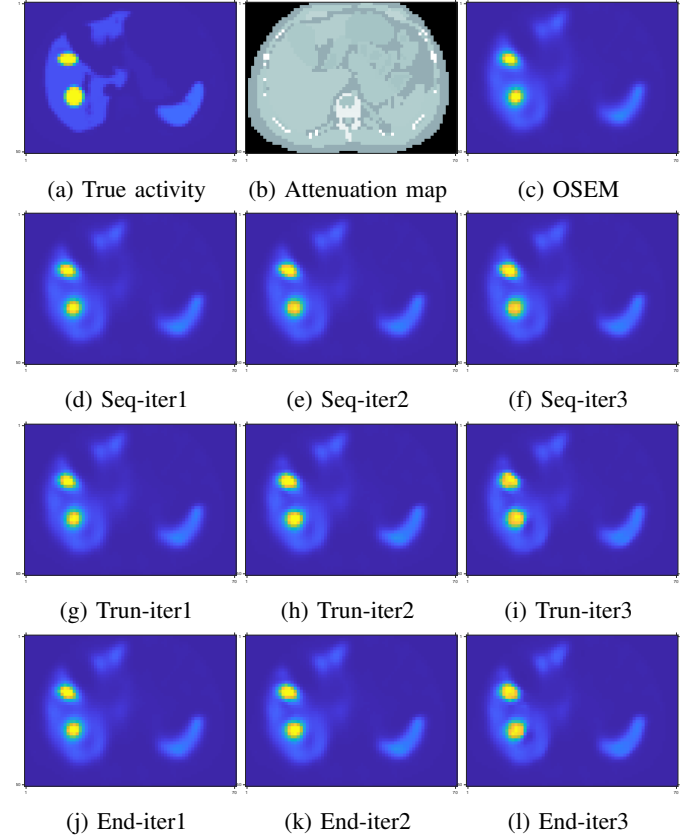 (a) True activity (b) Attenuation map (c) OSEM
(d) Seq-iter1 (e) Seq-iter2 (f) Seq-iter3
(g) Trun-iter1 (h) Trun-iter2 (i) Trun-iter3
(j) End-iter1 (k) End-iter2 (l) End-iter3